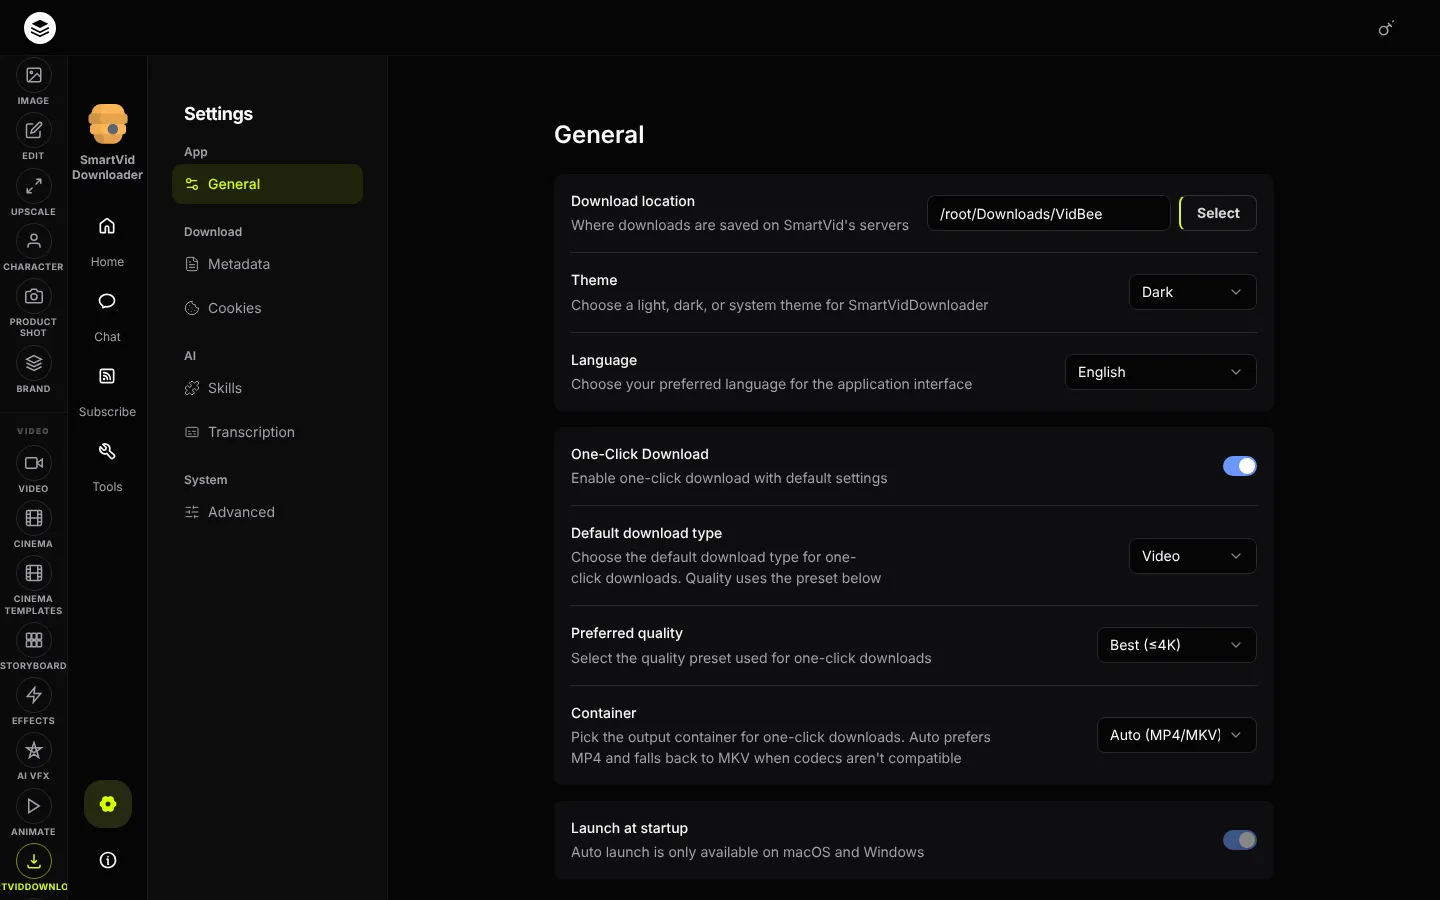 IMAGE
EDIT
UPSCALE
CHARACTER
PRODUCT
SHOT
BRAND
VIDEO
VIDEO
CINEMA
CINEMA
TEMPLATES
STORYBOARD
EFFECTS
AI VFX
ANIMATE
TVIDDOWNLO
SmartVid
Downloader
Home
Chat
Subscribe
Tools
Settings
App
General
Download
Metadata
Cookies
AI
Skills
Transcription
System
Advanced
General
Download location
Where downloads are saved on SmartVid's servers
/root/Downloads/VidBee
Select
Theme
Choose a light, dark, or system theme for SmartVidDownloader
Dark
Language
Choose your preferred language for the application interface
English
One-Click Download
Enable one-click download with default settings
Default download type
Choose the default download type for one-
click downloads. Quality uses the preset below
Video
Preferred quality
Select the quality preset used for one-click downloads
Best (≤4K)
Container
Pick the output container for one-click downloads. Auto prefers
MP4 and falls back to MKV when codecs aren't compatible
Auto (MP4/MKV)
Launch at startup
Auto launch is only available on macOS and Windows